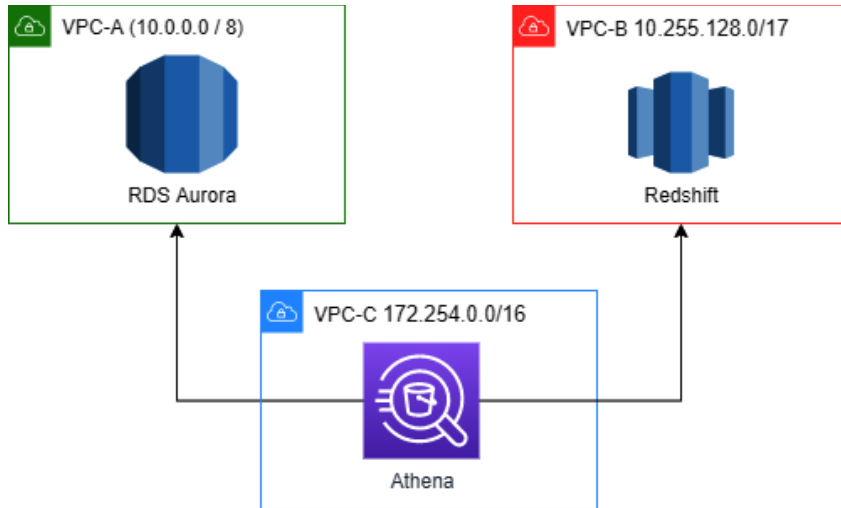 VPC-A (10.0.0.0 / 8)
RDS Aurora
VPC-B 10.255.128.0/17
Redshift
VPC-C 172.254.0.0/16
Athena